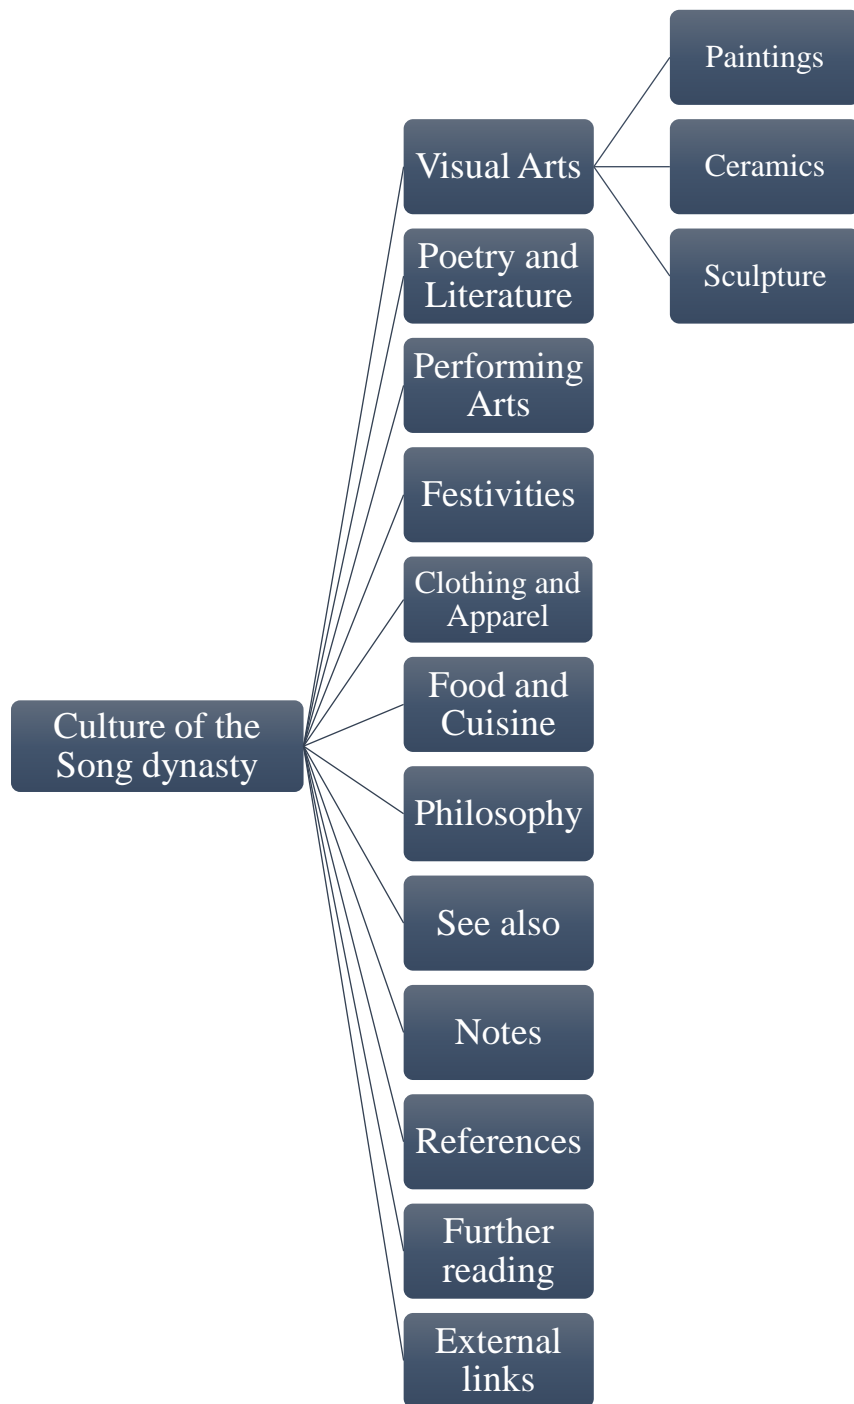 Culture of the
Song dynasty
Visual Arts
Paintings
Ceramics
Sculpture
Poetry and
Literature
Performing
Arts
Festivities
Clothing and
Apparel
Food and
Cuisine
Philosophy
See also
Notes
References
Further
reading
External
links